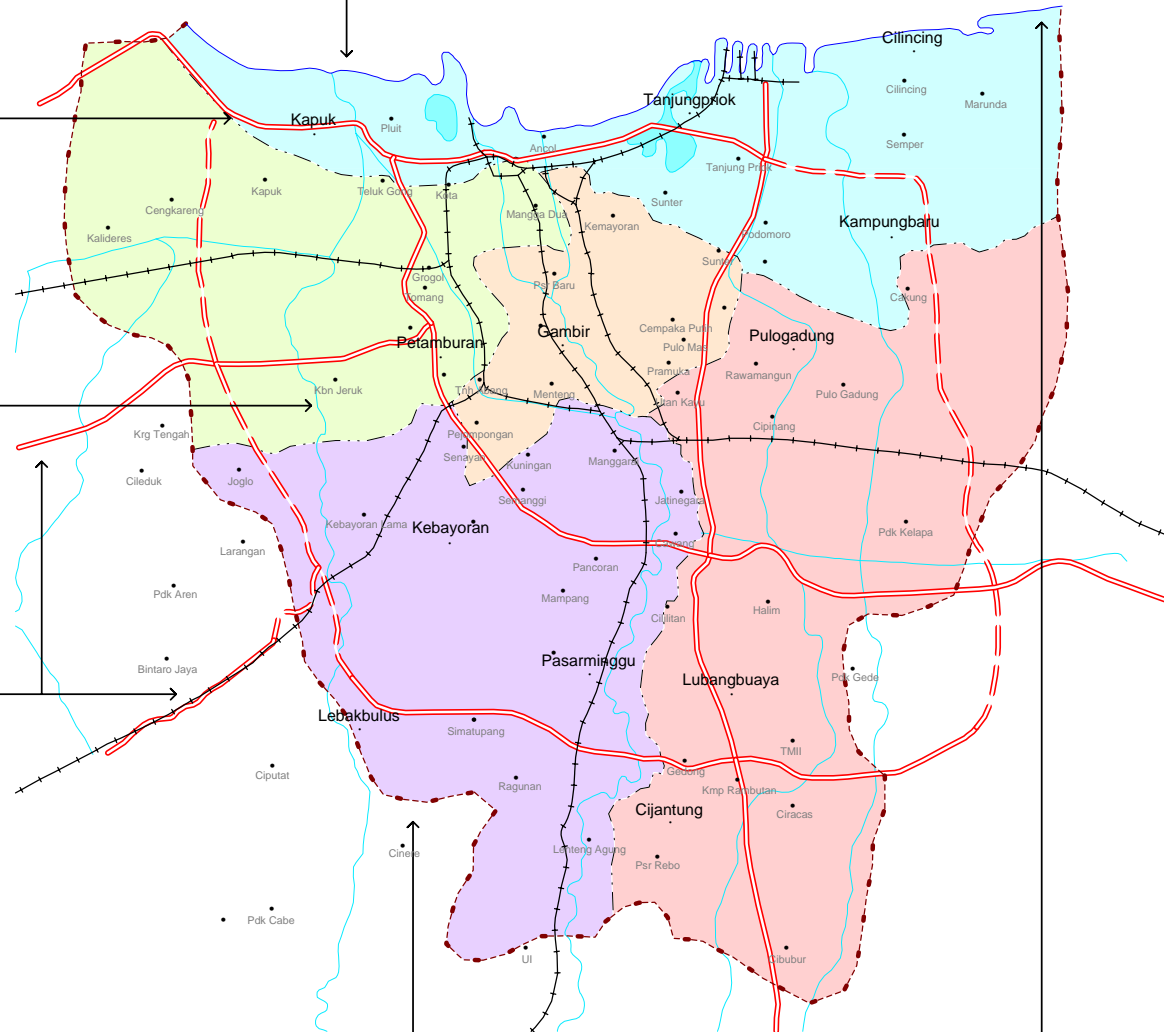 Cilincing
Cilincing
Marunda
Tanjungpriok
Kapuk
Pluit
Ancol
Semper
Tanjung Priok
Kapuk
Teluk Gong
Kota
Cengkareng
Kalideres
Mangga Dua
Kemayoran
Sunter
Podomoro
Kampungbaru
Sunter
Grogol
Tomang
Psr Baru
Cakung
Petamburan
Gambir
Cempaka Putih
Pulo Mas
Pulogadung
Pramuka
Rawamangun
Kbn Jeruk
Tnh Abang
Menteng
Utan Kayu
Pulo Gadung
Krg Tengah
Pejompongan
Cipinang
Senayan
Kuningan
Manggarai
Cileduk
Joglo
Semanggi
Jatinegara
Kebayoran Lama
Kebayoran
Pdk Kelapa
Larangan
Cawang
Pancoran
Pdk Aren
Mampang
Cililitan
Halim
Bintaro Jaya
Pasarminggu
Lubangbuaya
Pdk Gede
Lebakbulus
Simatupang
TMII
Ciputat
Gedong
Ragunan
Kmp Rambutan
Cijantung
Ciracas
Cinere
Lenteng Agung
Psr Rebo
Pdk Cabe
UI
Cibubur